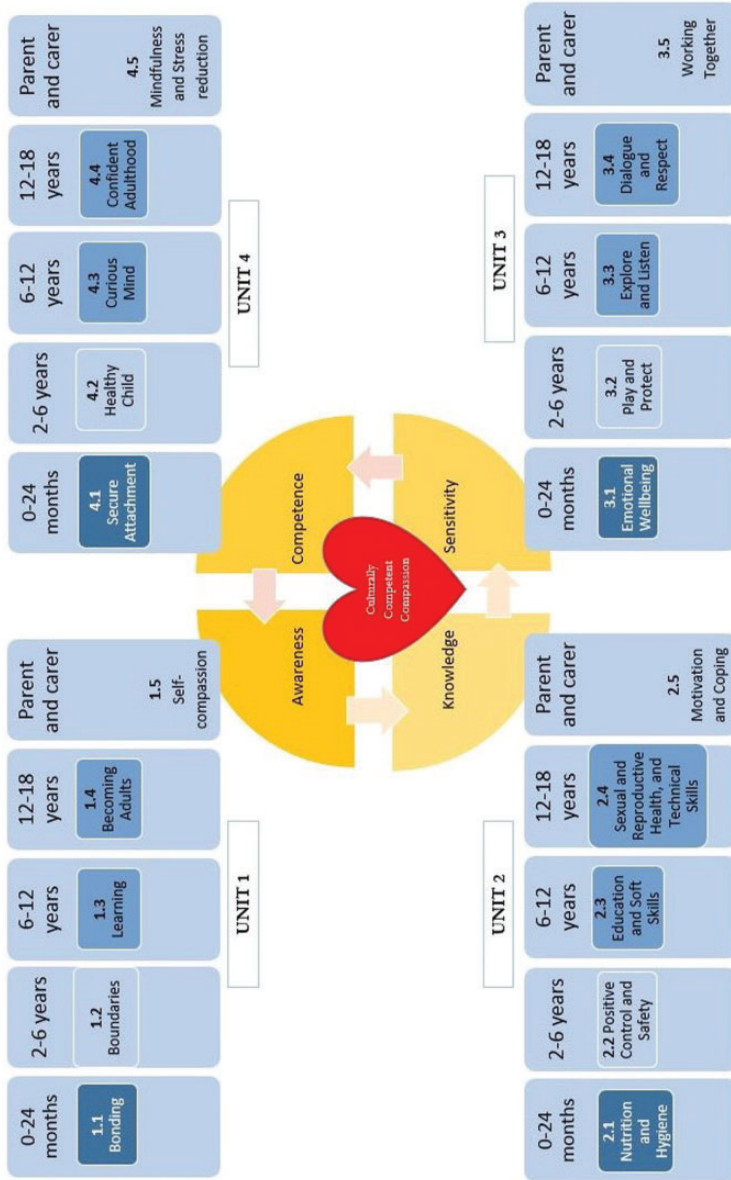 0-24
months
1.1
Bonding
2-6 years
1.2
Boundaries
6-12
years
1.3
Learning
12-18
years
1.4
Becoming
Adults
Parent
and carer
1.5
Self-
compassion
UNIT 1
0-24
months
4.1
Secure
Attachment
2-6 years
4.2
Healthy
Child
6-12
years
4.3
Curious
Mind
12-18
years
4.4
Confident
Adulthood
Parent
and carer
4.5
Mindfulness
and Stress
reduction
UNIT 4
Awareness
Competence
Culturally
Competent
Compassion
Knowledge
Sensitivity
UNIT 2
0-24
months
2.1
Nutrition
and
Hygiene
2-6 years
2.2 Positive
Control and
Safety
6-12
years
2.3
Education
and Soft
Skills
12-18
years
2.4
Sexual and
Reproductive
Health, and
Technical
Skills
Parent
and carer
2.5
Motivation
and Coping
UNIT 3
0-24
months
3.1
Emotional
Wellbeing
2-6 years
3.2
Play and
Protect
6-12
years
3.3
Explore
and Listen
12-18
years
3.4
Dialogue
and
Respect
Parent
and carer
3.5
Working
Together